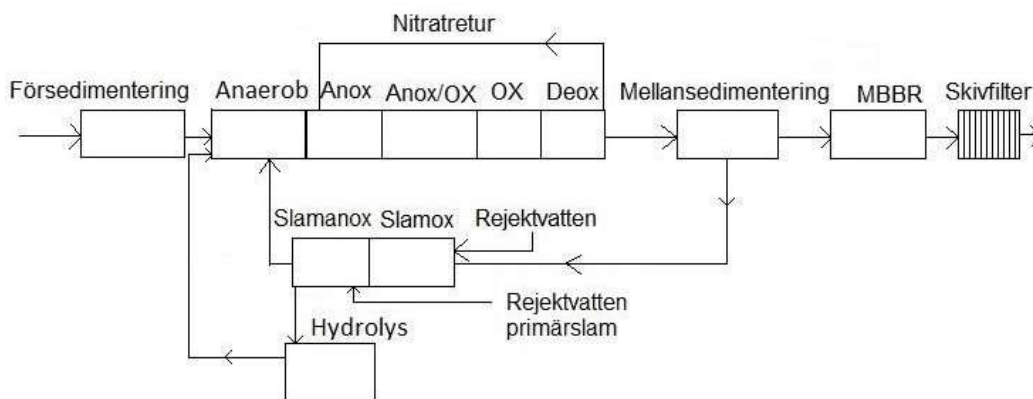 Nitratretur
Försedimentering
Anaerob
Anox
Anox/OX
OX
Deox
Mellansedimentering
MBBR
Skivfilter
Slamanox
Slamox
Rejektvatten
Rejektvatten
primärslam
Hydrolys